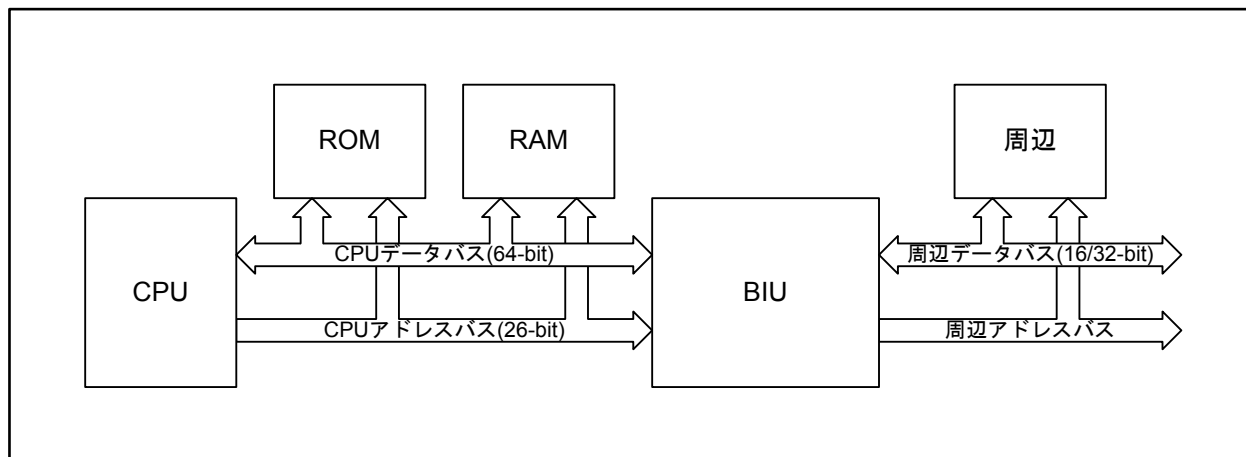 ROM
RAM
周辺
CPU
CPUデータバス(64-bit)
BIU
周辺データバス(16/32-bit)
CPUアドレスバス(26-bit)
周辺アドレスバス